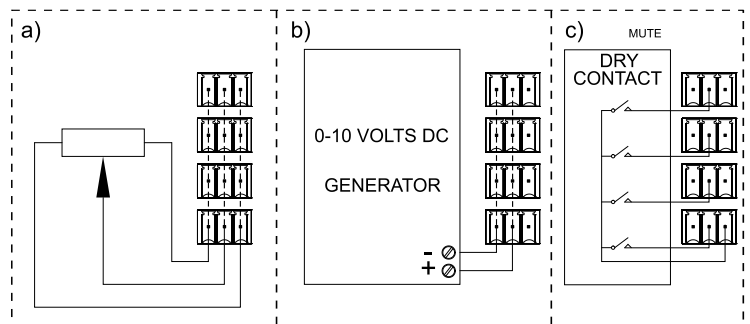 a)
b)
0-10 VOLTS DC
GENERATOR
-
+
c)
MUTE
DRY
CONTACT